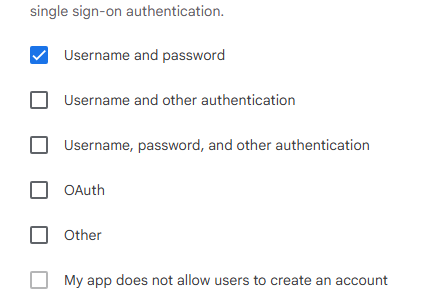 single sign-on authentication.
Username and password
Username and other authentication
Username, password, and other authentication
OAuth
Other
My app does not allow users to create an account